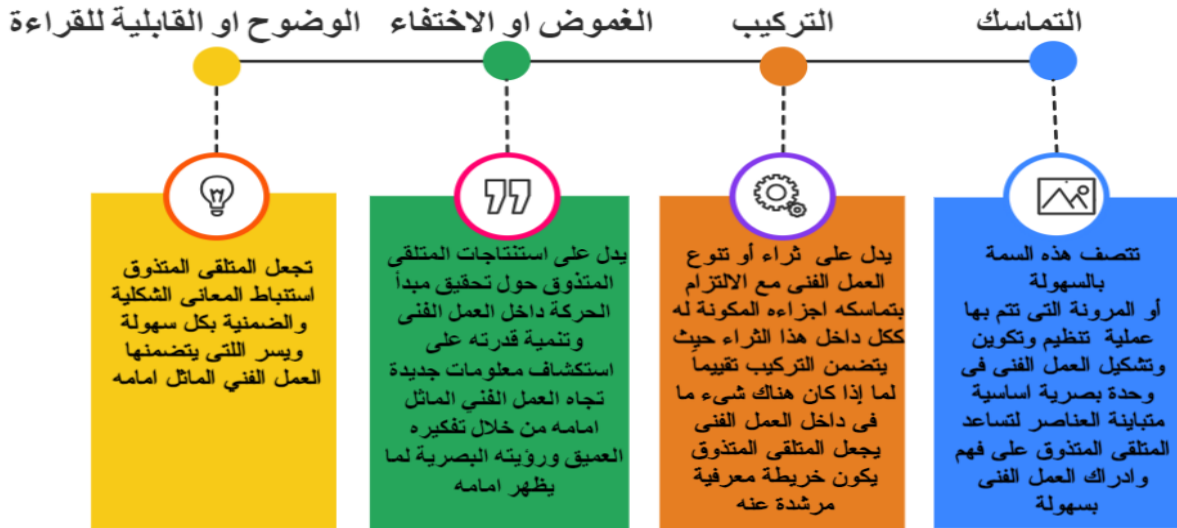 التماسك
التركيب
الغموض او الاختفاء
الوضوح او القابلية للقراءة
تتصف هذه السمة
بالسهولة
أو المرونة التى تتم بها
عملية تنظيم وتكوين
وتشكيل العمل الفنى فى
وحدة بصرية اساسية
متباينة العناصر لتساعد
المتلقى المتذوق على فهم
وادراك العمل الفنى
بسهولة
يدل على ثراء أو تنوع
العمل الفنى مع الالتزام
بتماسكه اجزاءه المكونة له
ككل داخل هذا الثراء حيث
يتضمن التركيب تقييماً
لما إذا كان هناك شىء ما
فى داخل العمل الفنى
يجعل المتلقى المتذوق
يكون خريطة معرفية
مرشدة عنه
يدل على استنتاجات المتلقى
المتذوق حول تحقيق مبدأ
الحركة داخل العمل الفنى
وتنمية قدرته على
استكشاف معلومات جديدة
تجاه العمل الفني الماثل
امامه من خلال تفكيره
العميق ورؤيته البصرية لما
يظهر امامه
تجعل المتلقى المتذوق
استنباط المعانى الشكلية
والضمنية بكل سهولة
ويسر اللتى يتضمنها
العمل الفني الماثل امامه